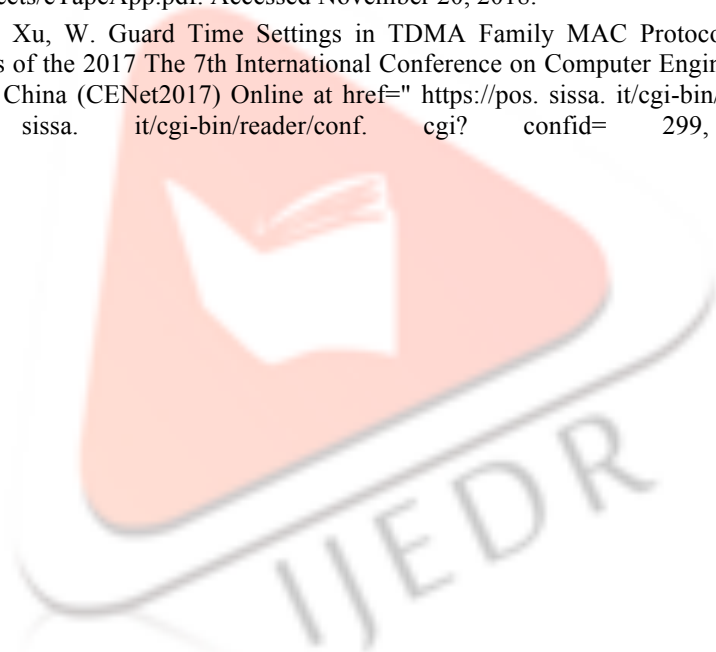 ects/eTapeApp.pdf. Accessed November 20, 2018.
Xu, W. Guard Time Settings in TDMA Family MAC Protoco
s of the 2017 The 7th International Conference on Computer Engin
China (CENet2017) Online at href=" https://pos. sissa. it/cgi-bin/
sissa. it/cgi-bin/reader/conf. cgi? confid= 299,
IJEDR